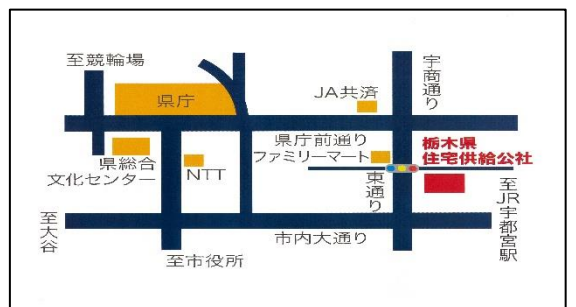 至競輪場
宇商通り
県庁
JA共済
県庁前通り
栃木県
住宅供給公社
ファミリーマート
県総合
文化センター
NTT
東通り
至JR宇都宮駅
至大谷
市内大通り
至市役所